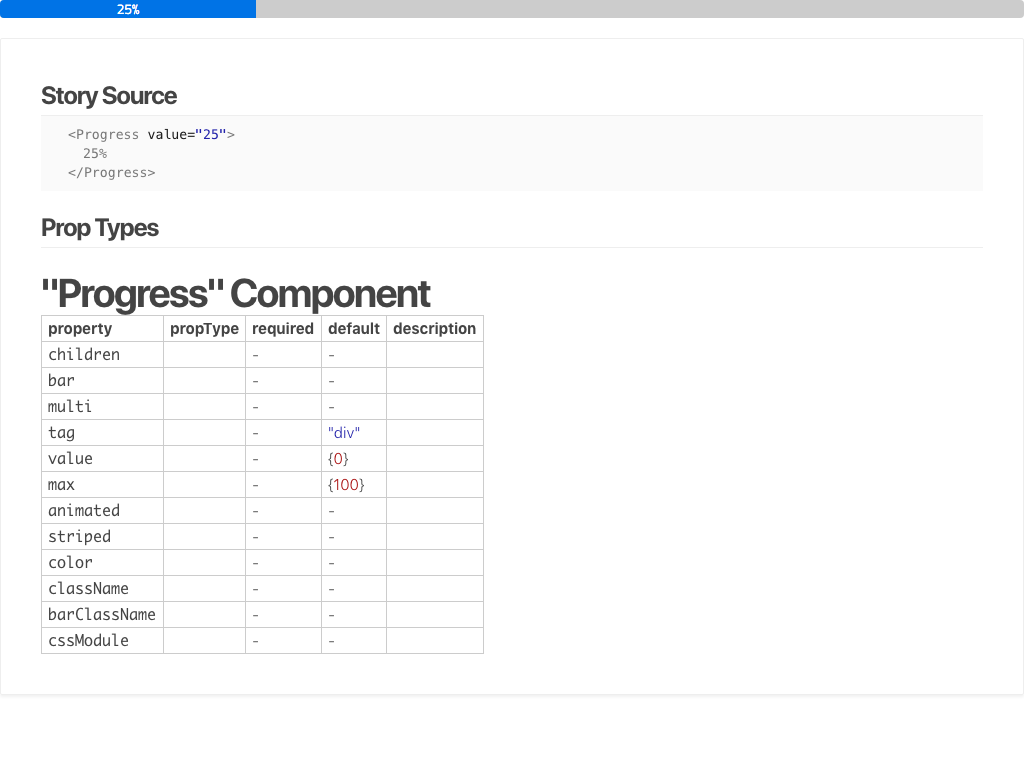 25%
Story Source
<Progress value="25">
25%
</Progress>
Prop Types
"Progress" Component
property propType required default description
children - -
bar - -
multi - -
tag - "div"
value - {0}
max - {100}
animated - -
striped - -
color - -
className - -
barClassName - -
cssModule - -